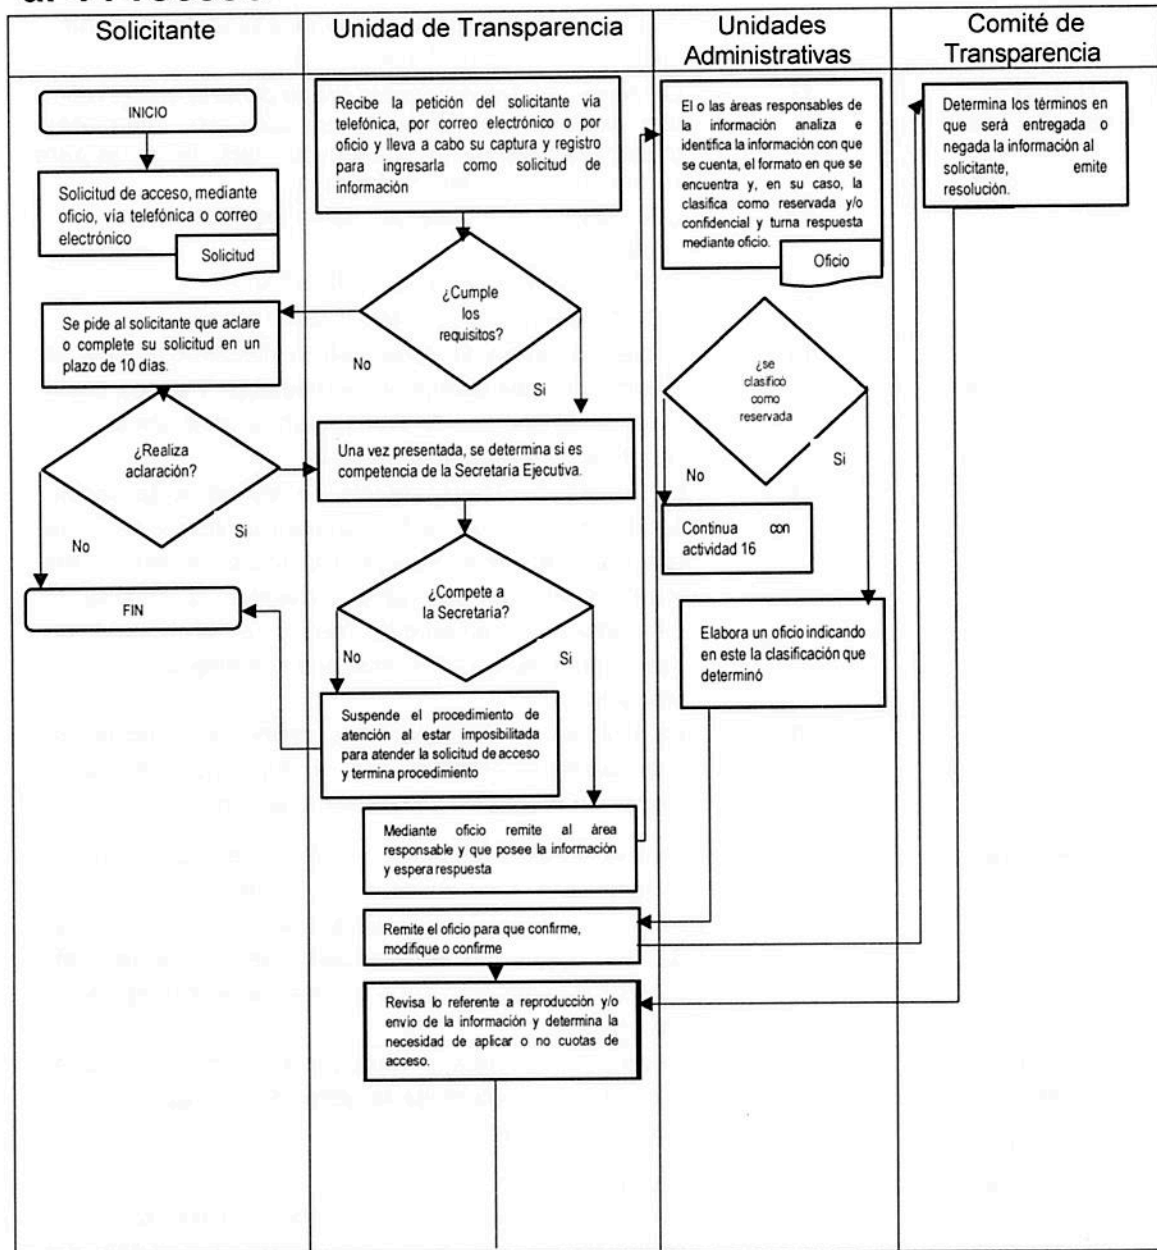 Solicitante
Unidad de Transparencia
Unidades
Administrativas
Comité de
Transparencia
INICIO
Solicitud de acceso, mediante
oficio, vía telefónica o correo
electrónico
Solicitud
Se pide al solicitante que aclare
o complete su solicitud en un
plazo de 10 días.
¿Realiza
aclaración?
No
Si
FIN
Recibe la petición del solicitante vía
telefónica, por correo electrónico o por
oficio y lleva a cabo su captura y registro
para ingresarla como solicitud de
información
¿Cumple
los
requisitos?
No
Si
Una vez presentada, se determina si es
competencia de la Secretaría Ejecutiva.
¿Compete a
la Secretaría?
No
Si
Suspende el procedimiento de
atención al estar imposibilitada
para atender la solicitud de acceso
y termina procedimiento
Mediante oficio remite al área
responsable y que posee la información
y espera respuesta
Remite el oficio para que confirme,
modifique o confirme
Revisa lo referente a reproducción y/o
envio de la información y determina la
necesidad de aplicar o no cuotas de
acceso.
El o las áreas responsables de
la información analiza e
identifica la información con que
se cuenta, el formato en que se
encuentra y, en su caso, la
clasifica como reservada y/o
confidencial y turna respuesta
mediante oficio.
Oficio
¿se
clasificó
como
reservada
No
Si
Continua con
actividad 16
Elabora un oficio indicando
en este la clasificación que
determinó
Determina los términos en
que será entregada o
negada la información al
solicitante, emite
resolución.